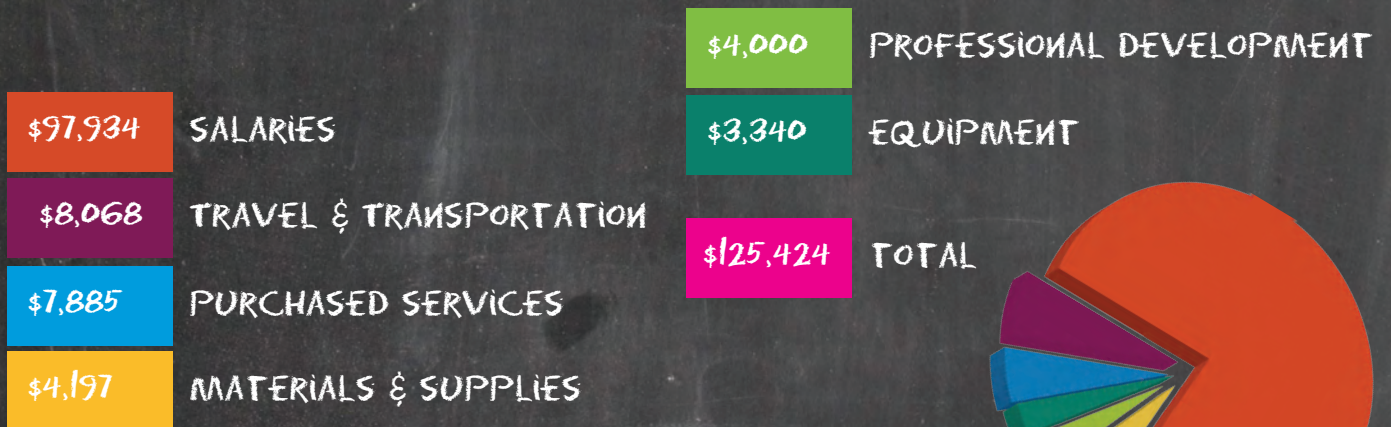 $97,934 SALARIES
$8,068 TRAVEL & TRANSPORTATION
$7,885 PURCHASED SERVICES
$4,197 MATERIALS & SUPPLIES
$4,000 PROFESSIONAL DEVELOPMENT
$3,340 EQUIPMENT
$125,424 TOTAL